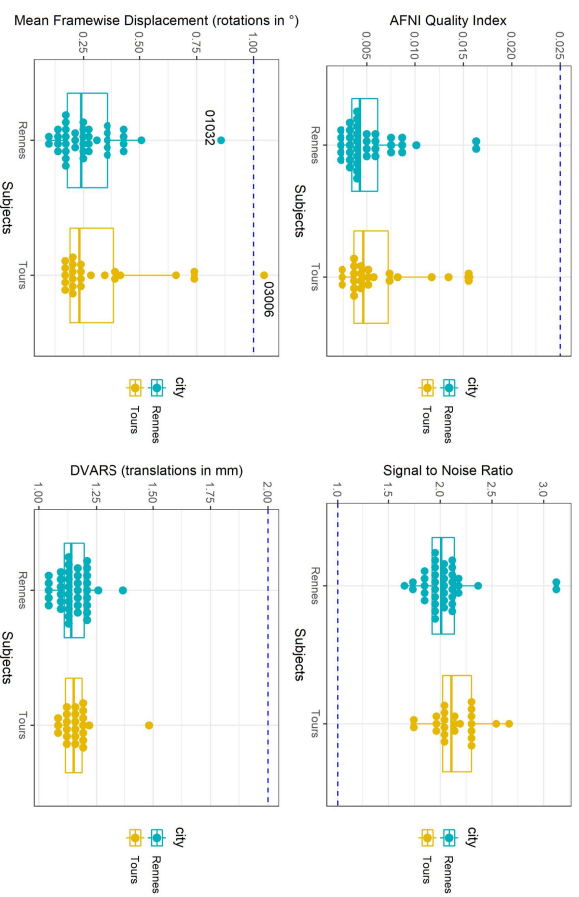 AFNI Quality Index
0.025
0.020
0.015
0.010
0.005
Rennes
Tours
Subjects
city
Rennes
Tours
Signal to Noise Ratio
3.0
2.5
2.0
1.5
1.0
Rennes
Tours
Subjects
city
Rennes
Tours
Mean Framewise Displacement (rotations in °)
1.00
0.75
0.50
0.25
03006
01032
Rennes
Tours
Subjects
city
Rennes
Tours
DVARS (translations in mm)
2.00
1.75
1.50
1.25
1.00
Rennes
Tours
Subjects
city
Rennes
Tours